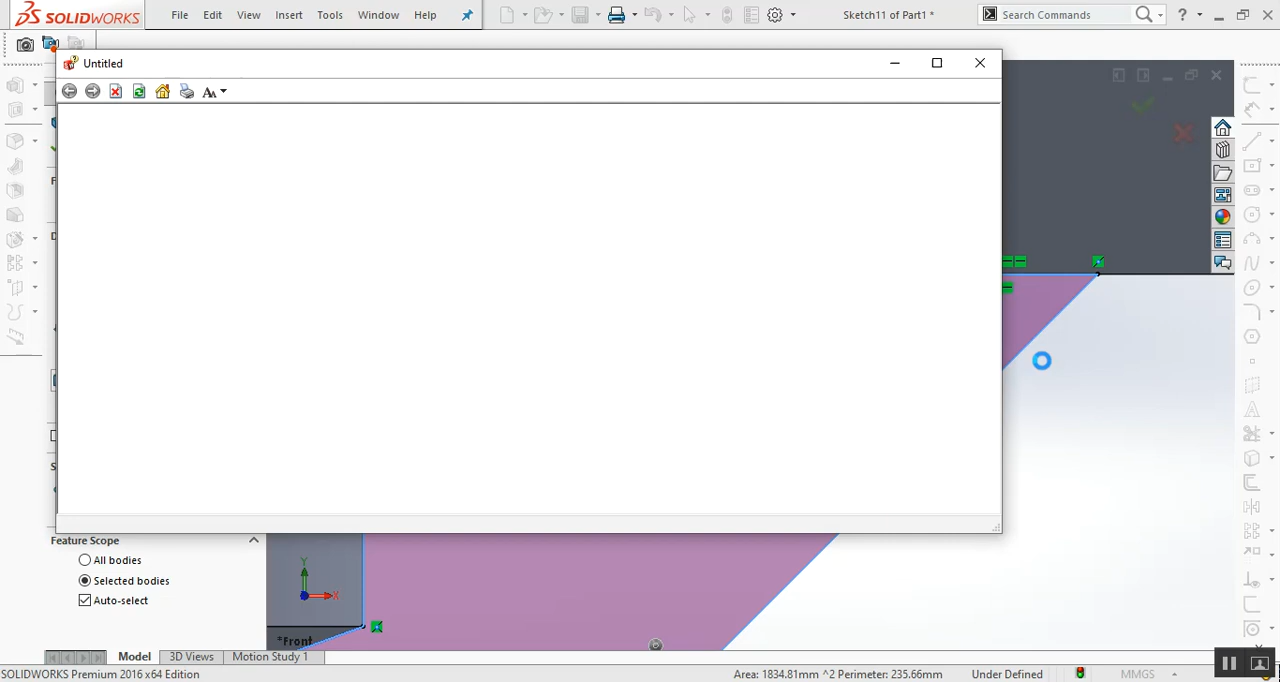 SOLIDWORKS File Edit View Insert Tools Window Help Sketch11 of Part1 * Search Commands ?
Untitled
AA
Feature Scope
All bodies
Selected bodies
Auto-select
Y
X
*Front
Model 3D Views Motion Study 1
SOLIDWORKS Premium 2016 x64 Edition Area: 1834.81mm ^2 Perimeter: 235.66mm Under Defined MMGS